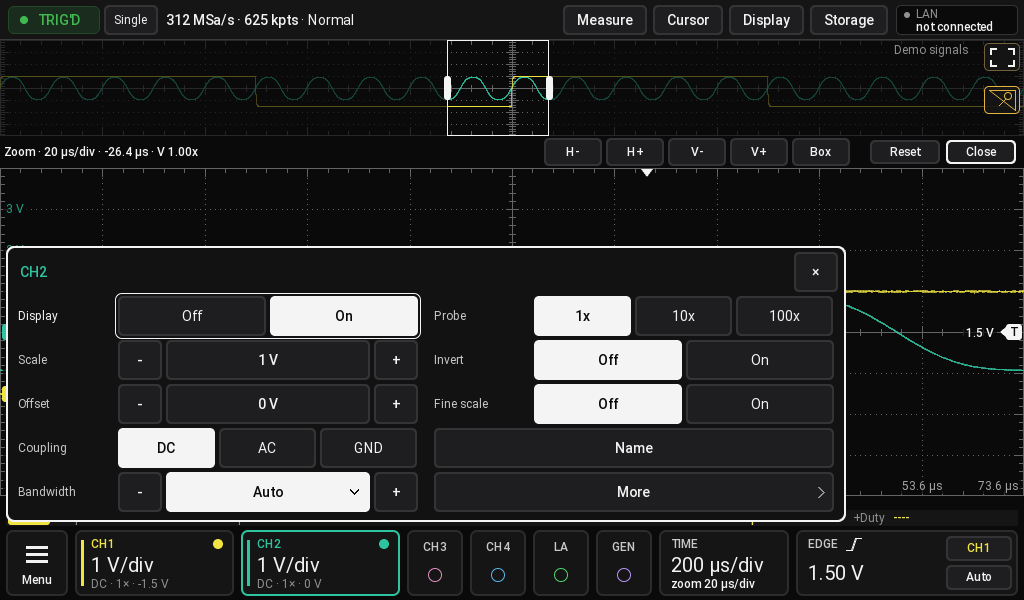 TRIG'D
Single
312 MSa/s · 625 kpts · Normal
Measure
Cursor
Display
Storage
LAN
not connected
Demo signals
Zoom · 20 µs/div · -26.4 µs · V 1.00x
H-
H+
V-
V+
Box
Reset
Close
3 V
CH2
×
Display
Off
On
Probe
1x
10x
100x
Scale
-
1 V
+
Invert
Off
On
1.5 V
T
Offset
-
0 V
+
Fine scale
Off
On
Coupling
DC
AC
GND
Name
Bandwidth
-
Auto
+
More
53.6 µs
73.6 µs
+Duty ----
Menu
CH1
1 V/div
DC · 1× · -1.5 V
CH2
1 V/div
DC · 1× · 0 V
CH3
CH4
LA
GEN
TIME
200 µs/div
zoom 20 µs/div
EDGE
1.50 V
CH1
Auto